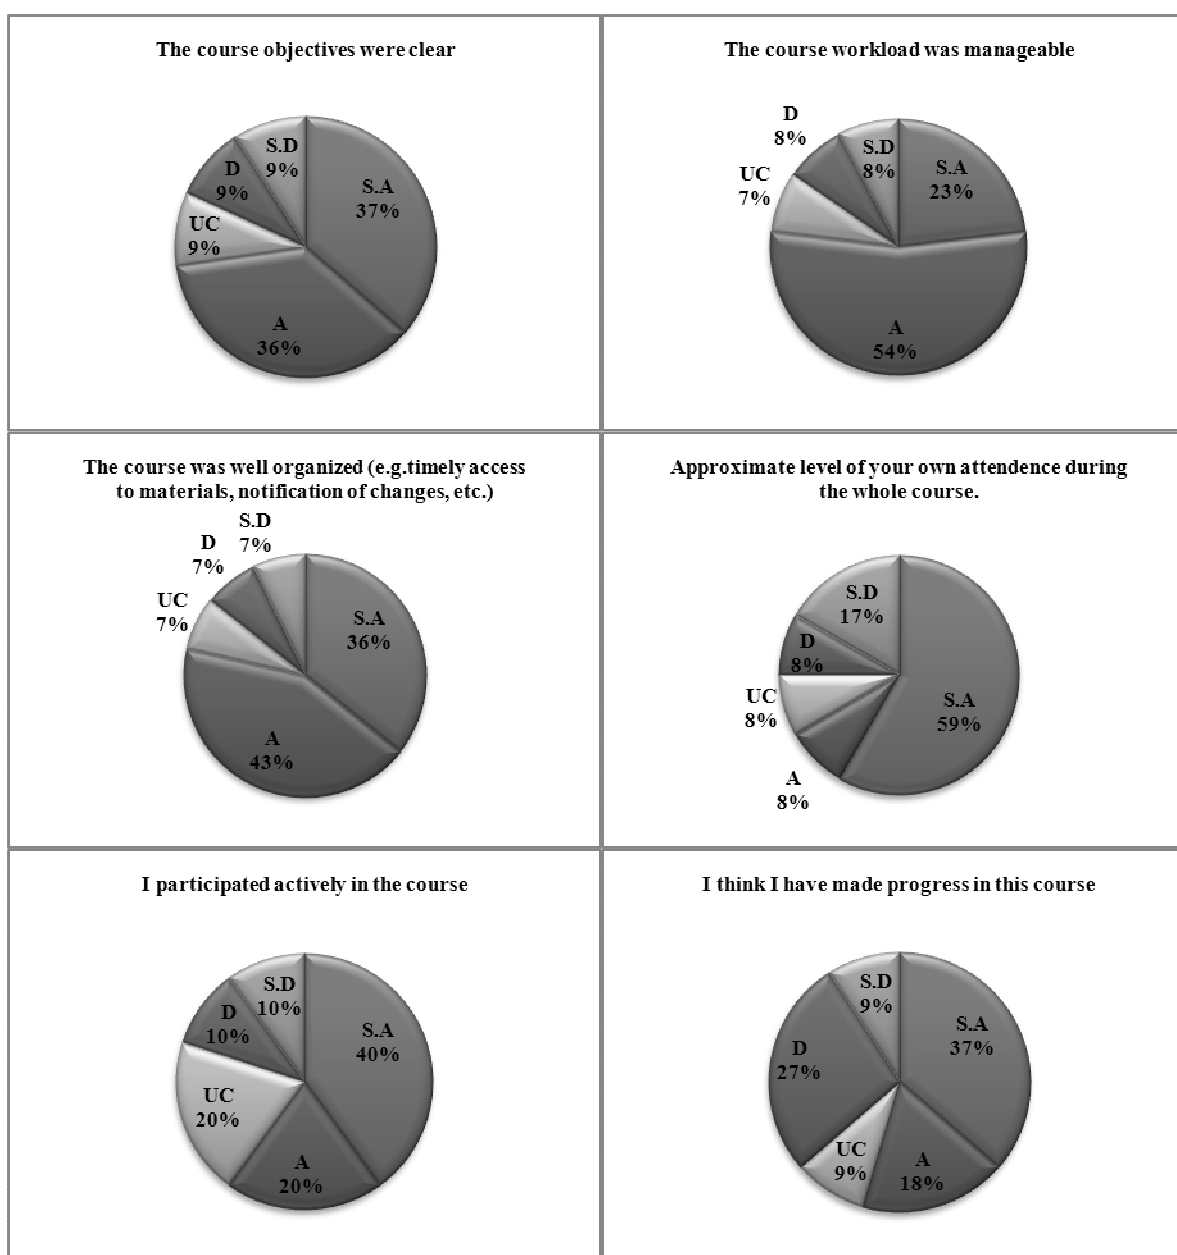 The course objectives were clear
S.D
9%
D
9%
S.A
37%
UC
9%
A
36%
The course workload was manageable
D
8%
S.D
8%
S.A
23%
UC
7%
A
54%
The course was well organized (e.g.timely access
to materials, notification of changes, etc.)
S.D
7%
D
7%
UC
7%
S.A
36%
A
43%
Approximate level of your own attendence during
the whole course.
S.D
17%
D
8%
UC
8%
S.A
59%
A
8%
I participated actively in the course
S.D
10%
D
10%
S.A
40%
UC
20%
A
20%
I think I have made progress in this course
S.D
9%
S.A
37%
D
27%
UC
9%
A
18%